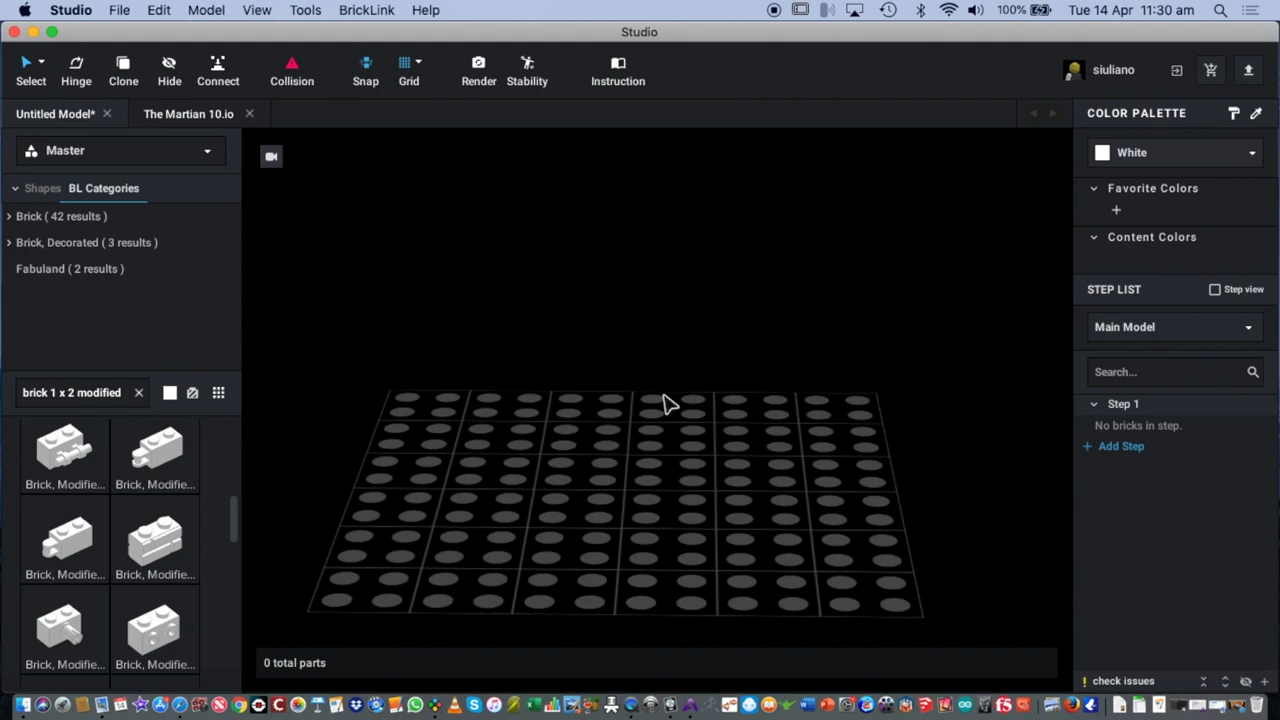 Studio File Edit Model View Tools BrickLink Help 100% Tue 14 Apr 11:30 am
Studio
Select Hinge Clone Hide Connect Collision Snap Grid Render Stability Instruction siuliano
Untitled Model* The Martian 10.io
COLOR PALETTE
Master
White
Shapes BL Categories
Favorite Colors
Brick ( 42 results )
Content Colors
Brick, Decorated ( 3 results )
Fabuland ( 2 results )
STEP LIST Step view
Main Model
Search...
brick 1 x 2 modified
Step 1
No bricks in step.
Add Step
Brick, Modifie... Brick, Modifie...
Brick, Modifie... Brick, Modifie...
Brick, Modifie... Brick, Modifie...
0 total parts
check issues